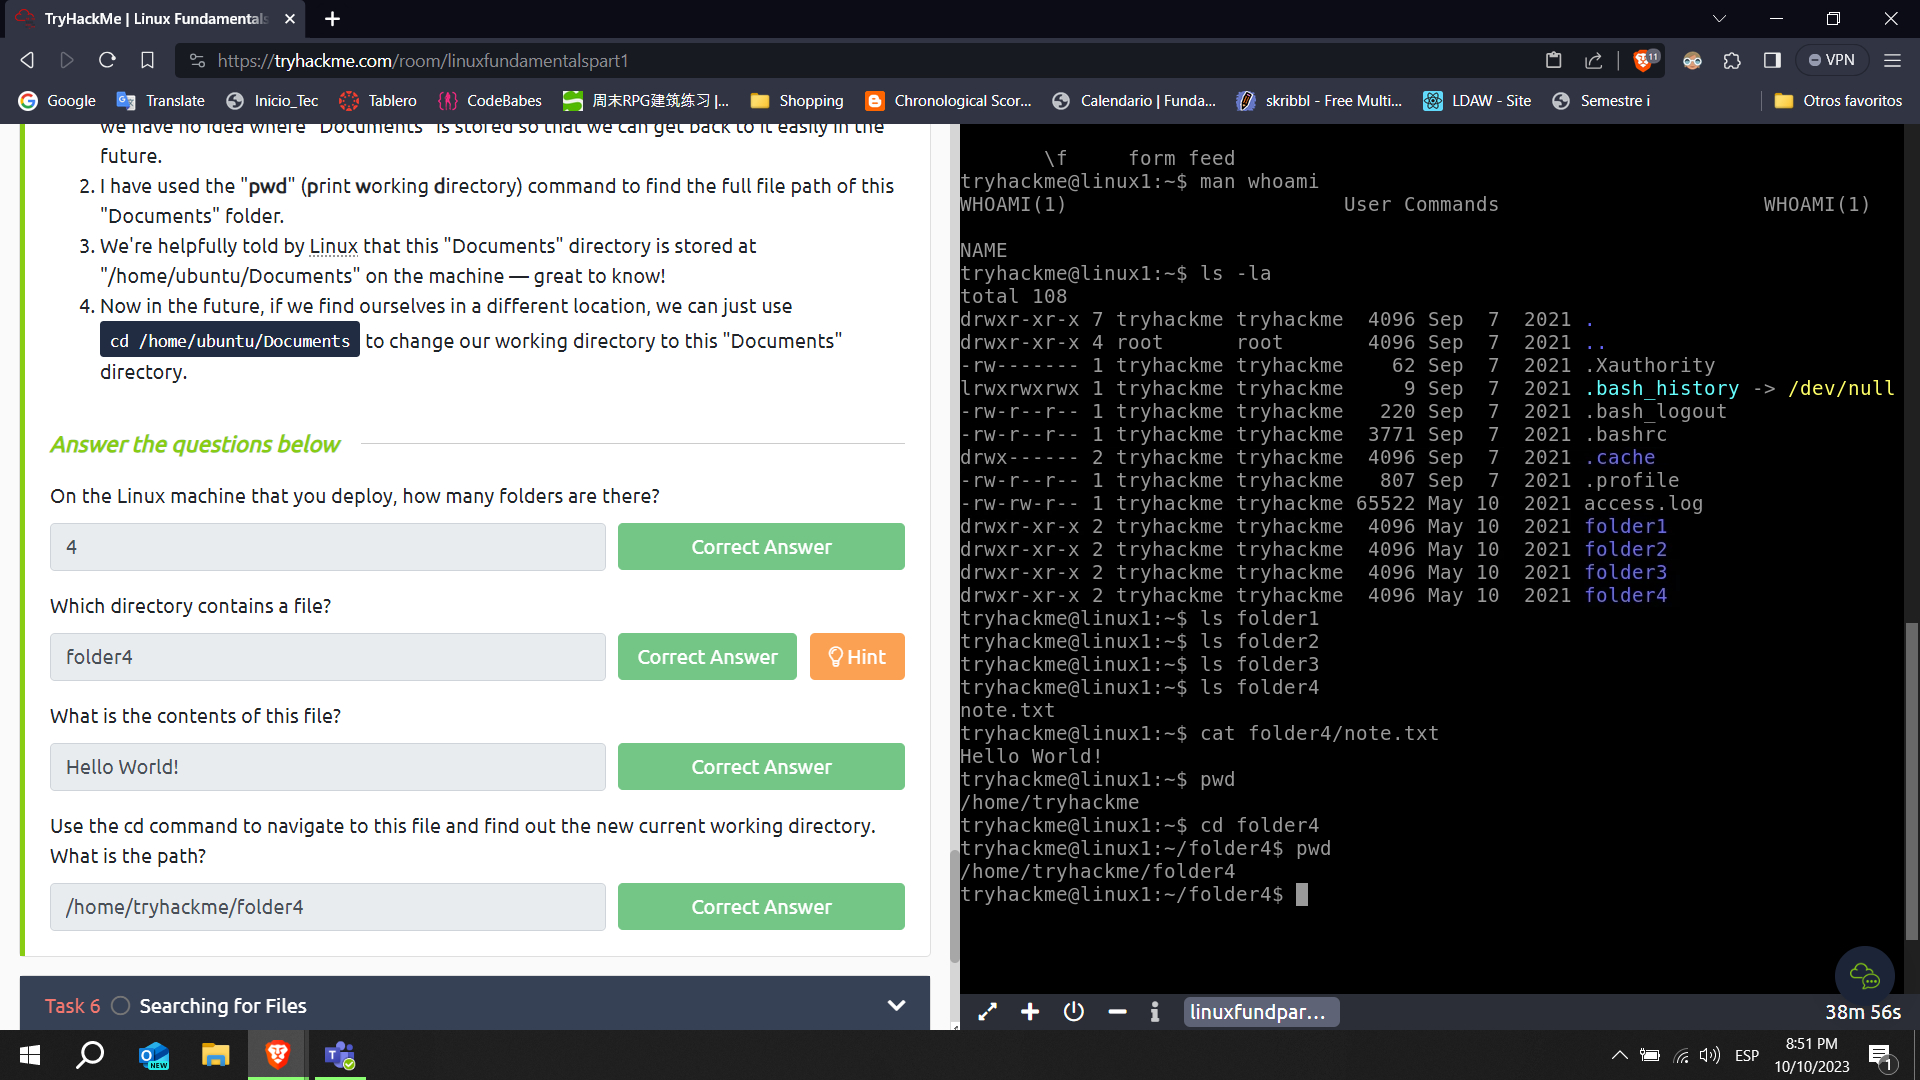 TryHackMe | Linux Fundamentals
https://tryhackme.com/room/linuxfundamentalspart1
11
VPN
Google
Translate
Inicio_Tec
Tablero
CodeBabes
周末RPG建筑练习 |...
Shopping
Chronological Scor...
Calendario | Funda...
skribbl - Free Multi...
LDAW - Site
Semestre i
Otros favoritos
we have no idea where "Documents" is stored so that we can get back to it easily in the
future.
2. I have used the "pwd" (print working directory) command to find the full file path of this
"Documents" folder.
3. We're helpfully told by Linux that this "Documents" directory is stored at
"/home/ubuntu/Documents" on the machine — great to know!
4. Now in the future, if we find ourselves in a different location, we can just use
cd /home/ubuntu/Documents to change our working directory to this "Documents"
directory.
Answer the questions below
On the Linux machine that you deploy, how many folders are there?
4
Correct Answer
Which directory contains a file?
folder4
Correct Answer
Hint
What is the contents of this file?
Hello World!
Correct Answer
Use the cd command to navigate to this file and find out the new current working directory.
What is the path?
/home/tryhackme/folder4
Correct Answer
Task 6 Searching for Files
\f form feed
tryhackme@linux1:~$ man whoami
WHOAMI(1) User Commands WHOAMI(1)
NAME
tryhackme@linux1:~$ ls -la
total 108
drwxr-xr-x 7 tryhackme tryhackme 4096 Sep 7 2021 .
drwxr-xr-x 4 root root 4096 Sep 7 2021 ..
-rw------- 1 tryhackme tryhackme 62 Sep 7 2021 .Xauthority
lrwxrwxrwx 1 tryhackme tryhackme 9 Sep 7 2021 .bash_history -> /dev/null
-rw-r--r-- 1 tryhackme tryhackme 220 Sep 7 2021 .bash_logout
-rw-r--r-- 1 tryhackme tryhackme 3771 Sep 7 2021 .bashrc
drwx------ 2 tryhackme tryhackme 4096 Sep 7 2021 .cache
-rw-r--r-- 1 tryhackme tryhackme 807 Sep 7 2021 .profile
-rw-rw-r-- 1 tryhackme tryhackme 65522 May 10 2021 access.log
drwxr-xr-x 2 tryhackme tryhackme 4096 May 10 2021 folder1
drwxr-xr-x 2 tryhackme tryhackme 4096 May 10 2021 folder2
drwxr-xr-x 2 tryhackme tryhackme 4096 May 10 2021 folder3
drwxr-xr-x 2 tryhackme tryhackme 4096 May 10 2021 folder4
tryhackme@linux1:~$ ls folder1
tryhackme@linux1:~$ ls folder2
tryhackme@linux1:~$ ls folder3
tryhackme@linux1:~$ ls folder4
note.txt
tryhackme@linux1:~$ cat folder4/note.txt
Hello World!
tryhackme@linux1:~$ pwd
/home/tryhackme
tryhackme@linux1:~$ cd folder4
tryhackme@linux1:~/folder4$ pwd
/home/tryhackme/folder4
tryhackme@linux1:~/folder4$
linuxfundpar...
38m 56s
NEW
ESP
8:51 PM
10/10/2023
1